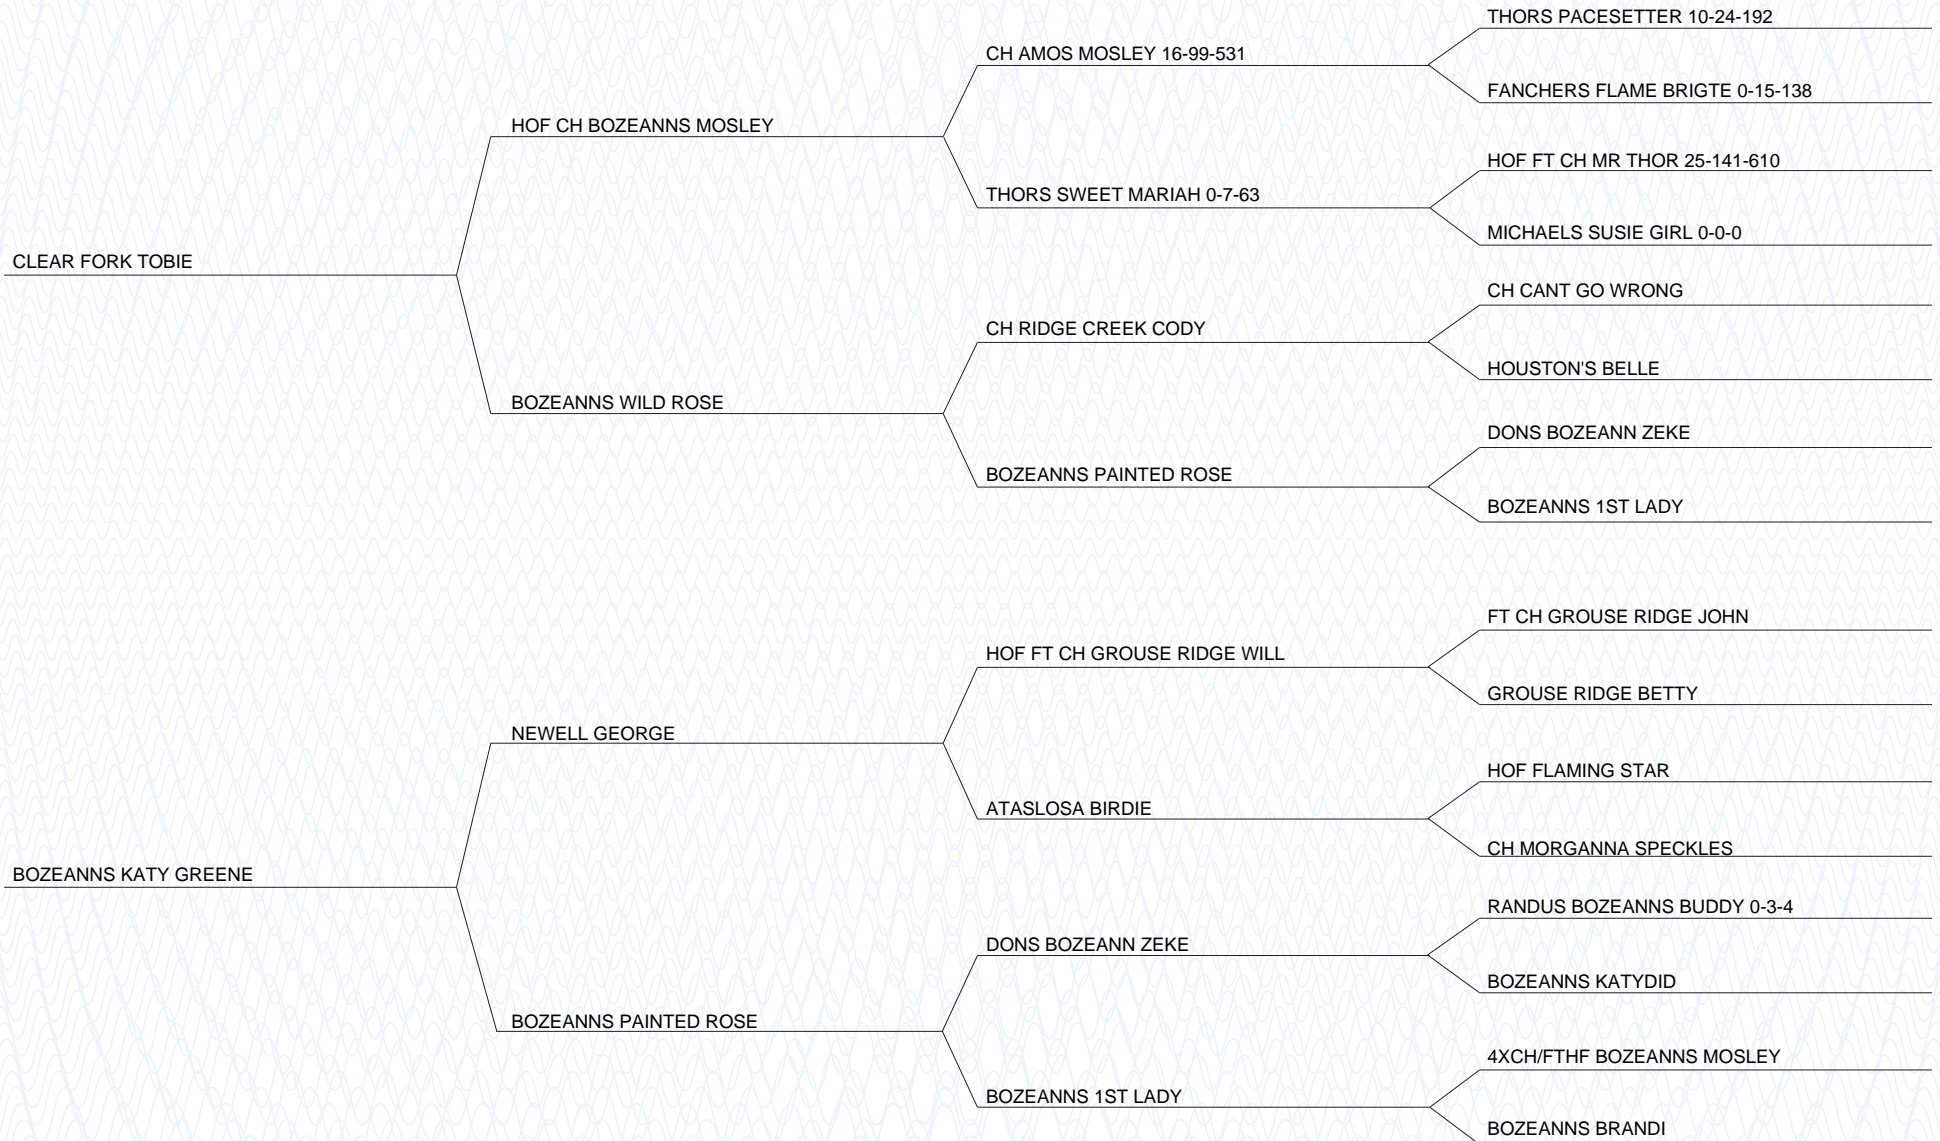 THORS PACESETTER 10-24-192
CH AMOS MOSLEY 16-99-531
FANCHERS FLAME BRIGTE 0-15-138
HOF CH BOZEANNS MOSLEY
HOF FT CH MR THOR 25-141-610
THORS SWEET MARIAH 0-7-63
MICHAELS SUSIE GIRL 0-0-0
CLEAR FORK TOBIE
CH CANT GO WRONG
CH RIDGE CREEK CODY
HOUSTON'S BELLE
BOZEANNS WILD ROSE
DONS BOZEANN ZEKE
BOZEANNS PAINTED ROSE
BOZEANNS 1ST LADY
FT CH GROUSE RIDGE JOHN
HOF FT CH GROUSE RIDGE WILL
GROUSE RIDGE BETTY
NEWELL GEORGE
HOF FLAMING STAR
ATASLOSA BIRDIE
CH MORGANNA SPECKLES
BOZEANNS KATY GREENE
RANDUS BOZEANNS BUDDY 0-3-4
DONS BOZEANN ZEKE
BOZEANNS KATYDID
BOZEANNS PAINTED ROSE
4XCH/FTHF BOZEANNS MOSLEY
BOZEANNS 1ST LADY
BOZEANNS BRANDI